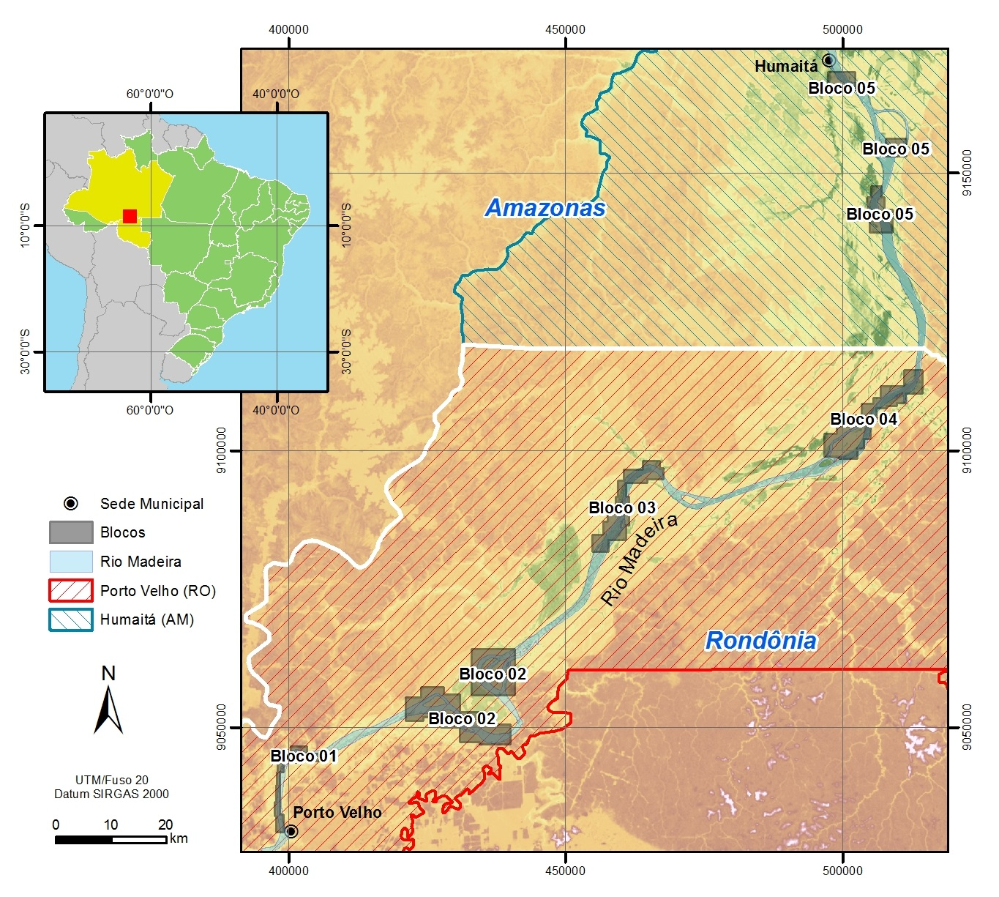 400000
450000
500000
60°0'0"O
40°0'0"O
10°0'0"S
10°0'0"S
30°0'0"S
30°0'0"S
60°0'0"O
40°0'0"O
Humaitá
Bloco 05
Bloco 05
9150000
Amazonas
Bloco 05
Bloco 04
9100000
9100000
Bloco 03
Rio Madeira
Rondônia
Bloco 02
Bloco 02
9050000
9050000
Bloco 01
Porto Velho
Sede Municipal
Blocos
Rio Madeira
Porto Velho (RO)
Humaitá (AM)
N
UTM/Fuso 20
Datum SIRGAS 2000
0 10 20
km
400000
450000
500000